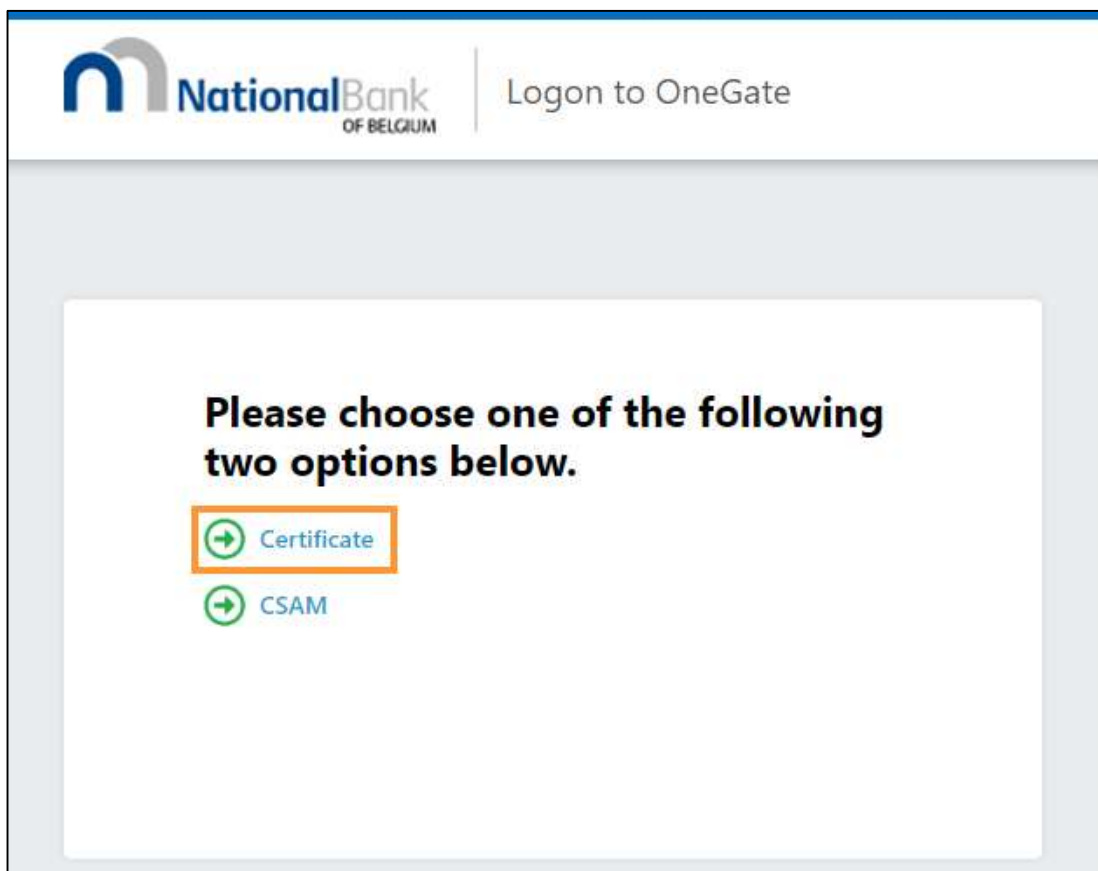 NationalBank
OF BELGIUM
Logon to OneGate
Please choose one of the following
two options below.
Certificate
CSAM